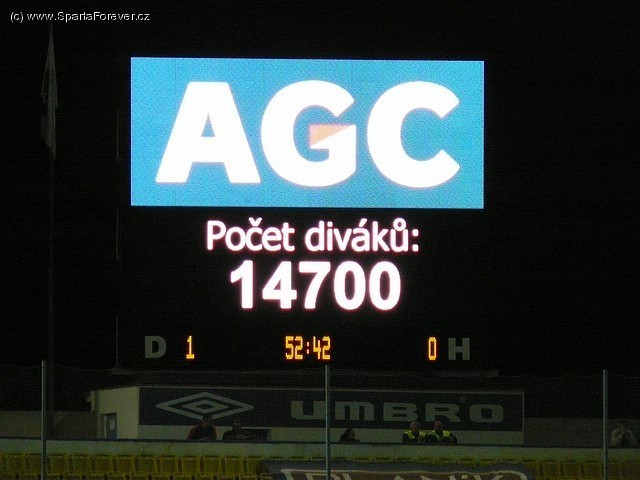 (c) www.SpartaForever.cz
AGC
Počet diváků:
14700
D 1 52:42 0 H
UMBRO